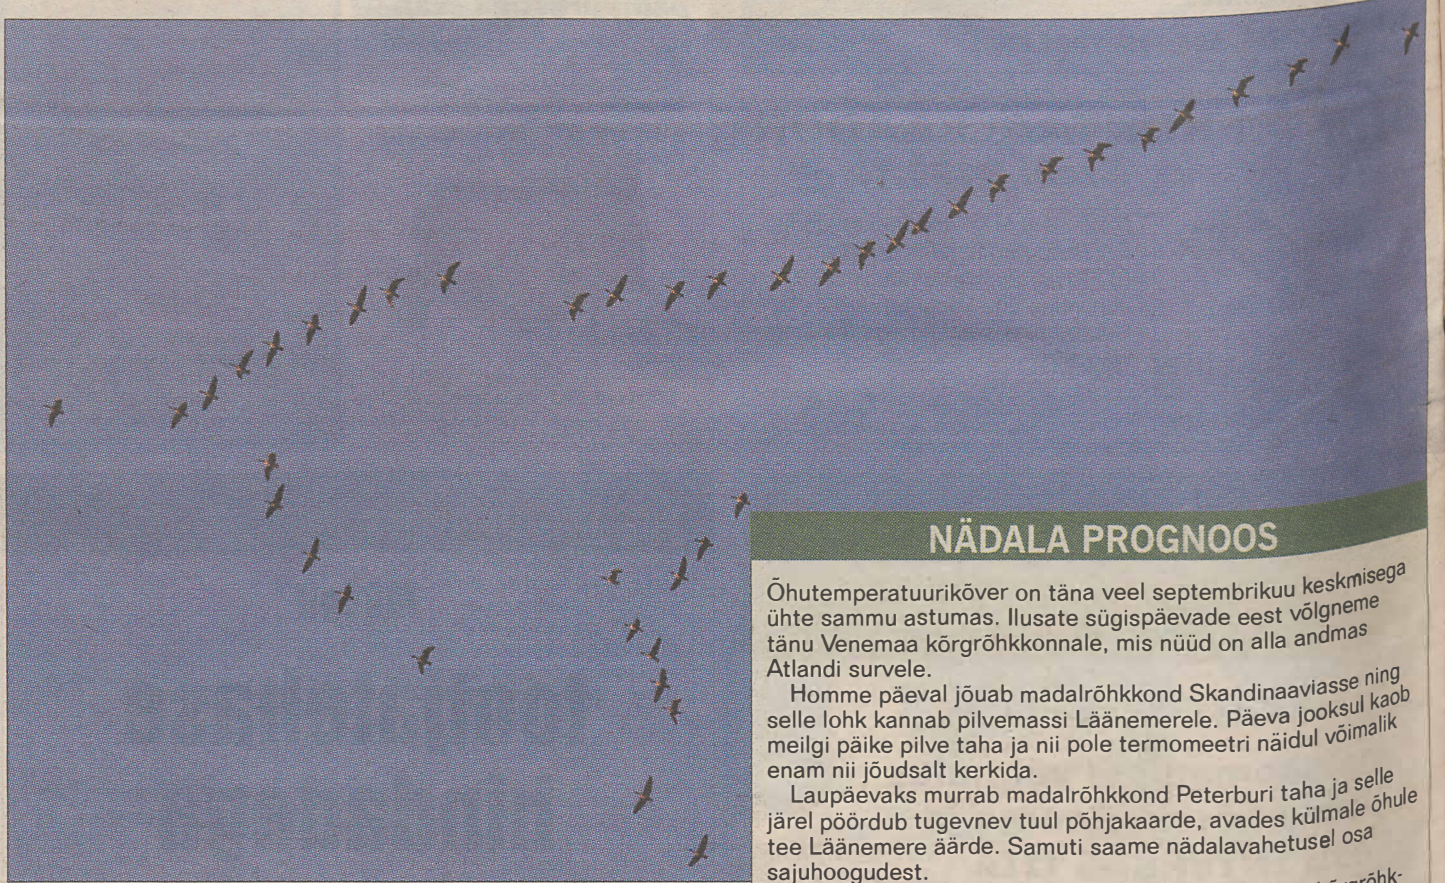 NÄDALA PROGNOOS
Õhutemperatuurikõver on täna veel septembrikuu keskmisega
ühte sammu astumas. Ilusate sügispäevade eest võlgneme
tänu Venemaa kõrgrõhkkonnale, mis nüüd on alla andmas
Atlandi survele.
Homme päeval jõuab madalrõhkkond Skandinaaviasse ning
selle lohk kannab pilvemassi Läänemerele. Päeva jooksul kaob
meilgi päike pilve taha ja nii pole termomeetri näidul võimalik
enam nii jõudsalt kerkida.
Laupäevaks murrab madalrõhkkond Peterburi taha ja selle
järel pöördub tugevnev tuul põhjakaarde, avades külmale õhule
tee Läänemere äärde. Samuti saame nädalavahetusel osa
sajuhoogudest.